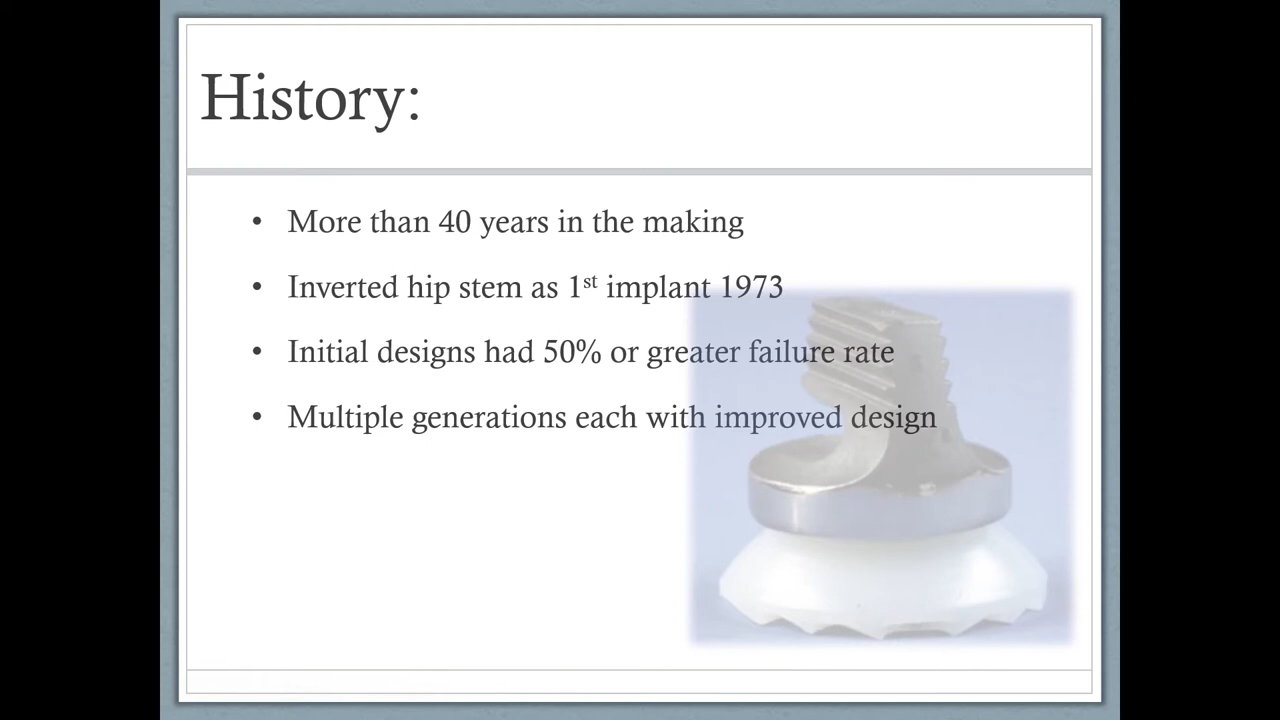 History:
• More than 40 years in the making
• Inverted hip stem as 1st implant 1973
• Initial designs had 50% or greater failure rate
• Multiple generations each with improved design